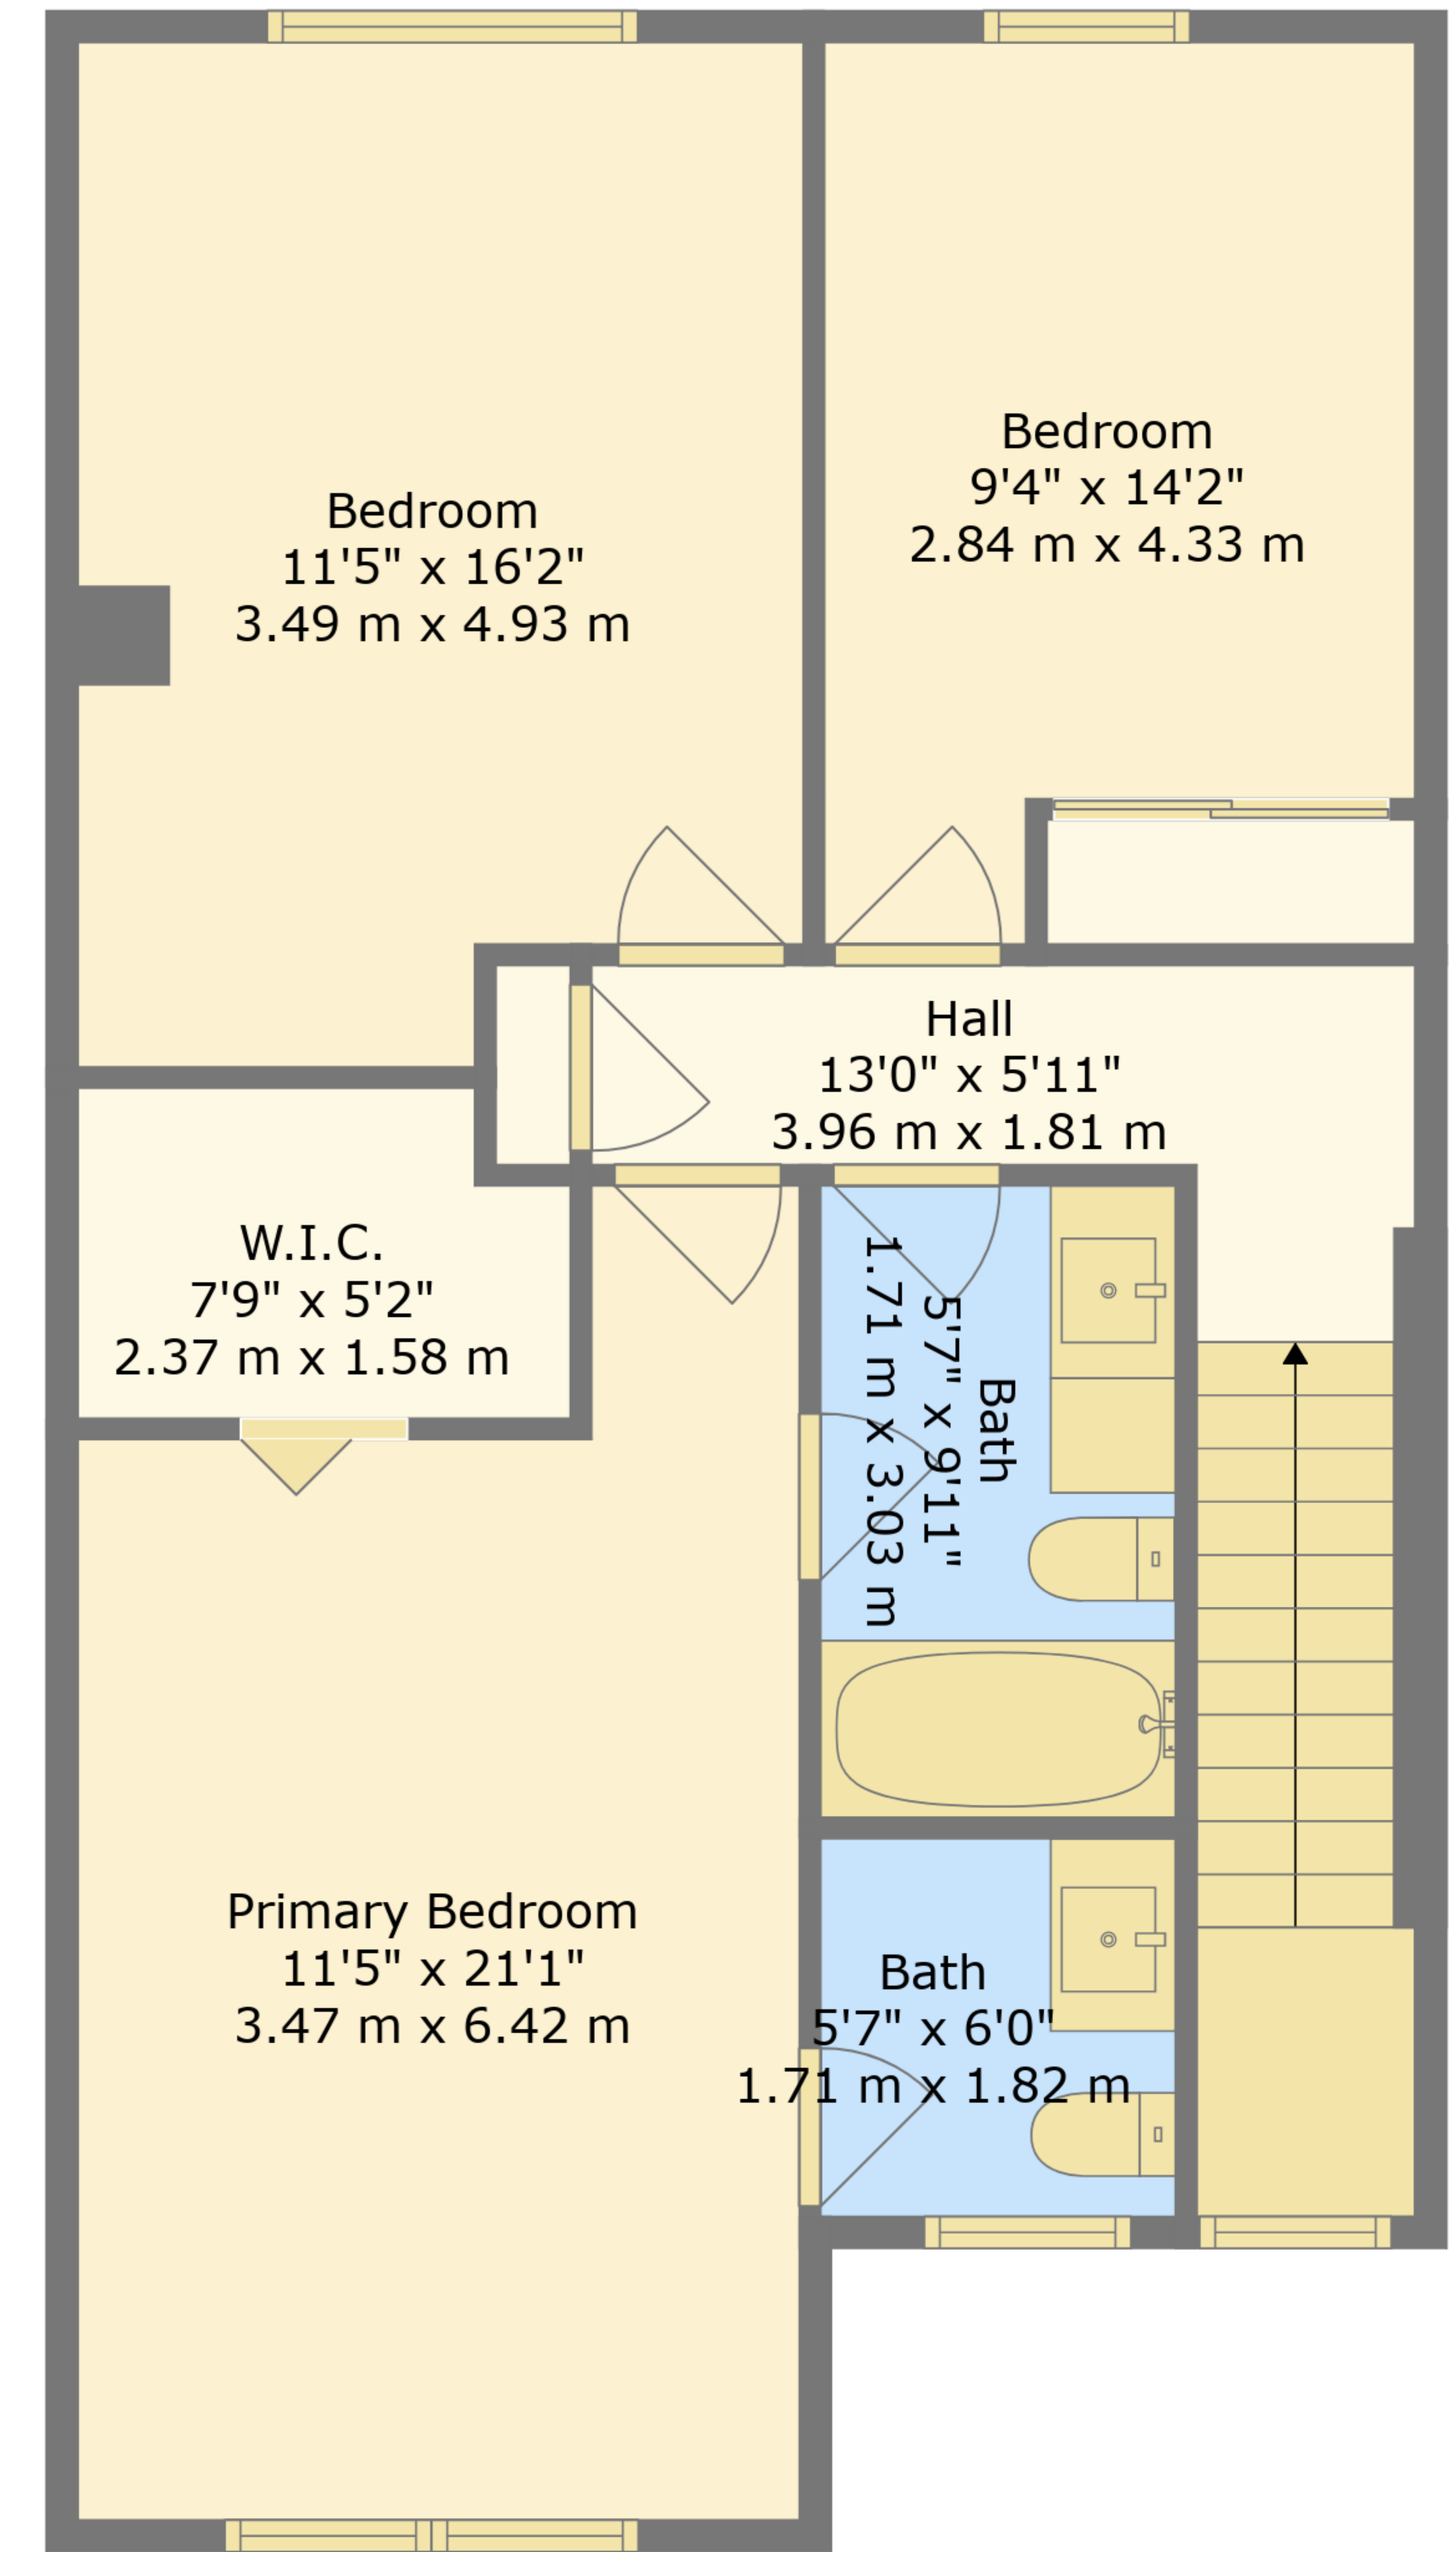 Bedroom
11'5" x 16'2"
3.49 m x 4.93 m
Bedroom
9'4" x 14'2"
2.84 m x 4.33 m
Hall
13'0" x 5'11"
3.96 m x 1.81 m
W.I.C.
7'9" x 5'2"
2.37 m x 1.58 m
Bath
5'7" x 9'11"
1.71 m x 3.03 m
Primary Bedroom
11'5" x 21'1"
3.47 m x 6.42 m
Bath
5'7" x 6'0"
1.71 m x 1.82 m